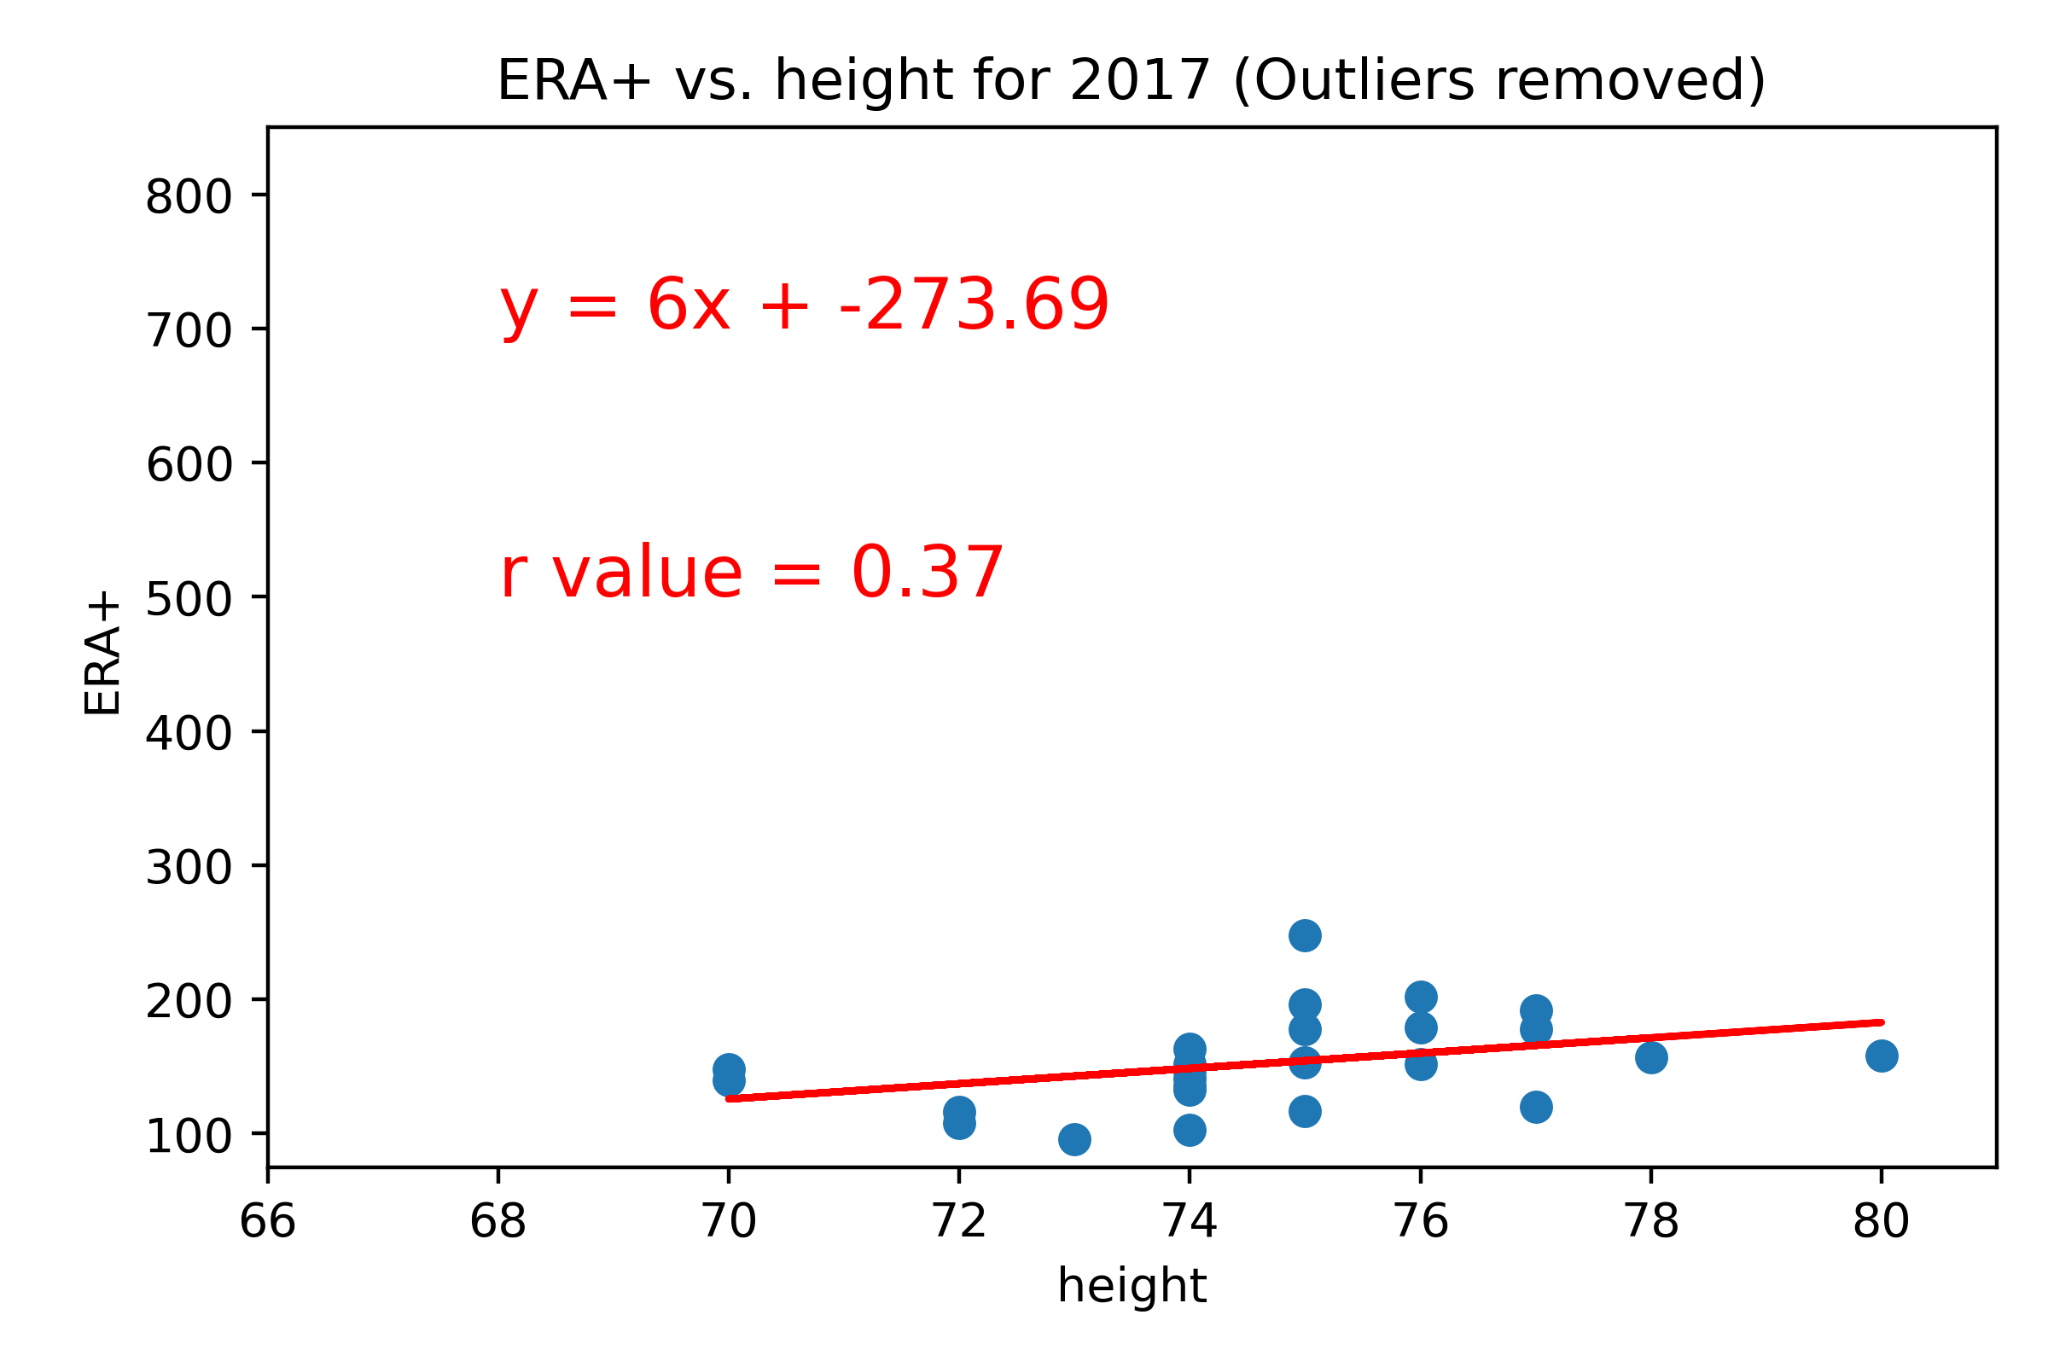 ERA+ vs. height for 2017 (Outliers removed)
800
y = 6x + -273.69
700
600
r value = 0.37
500
ERA+
400
300
200
100
66 68 70 72 74 76 78 80
height